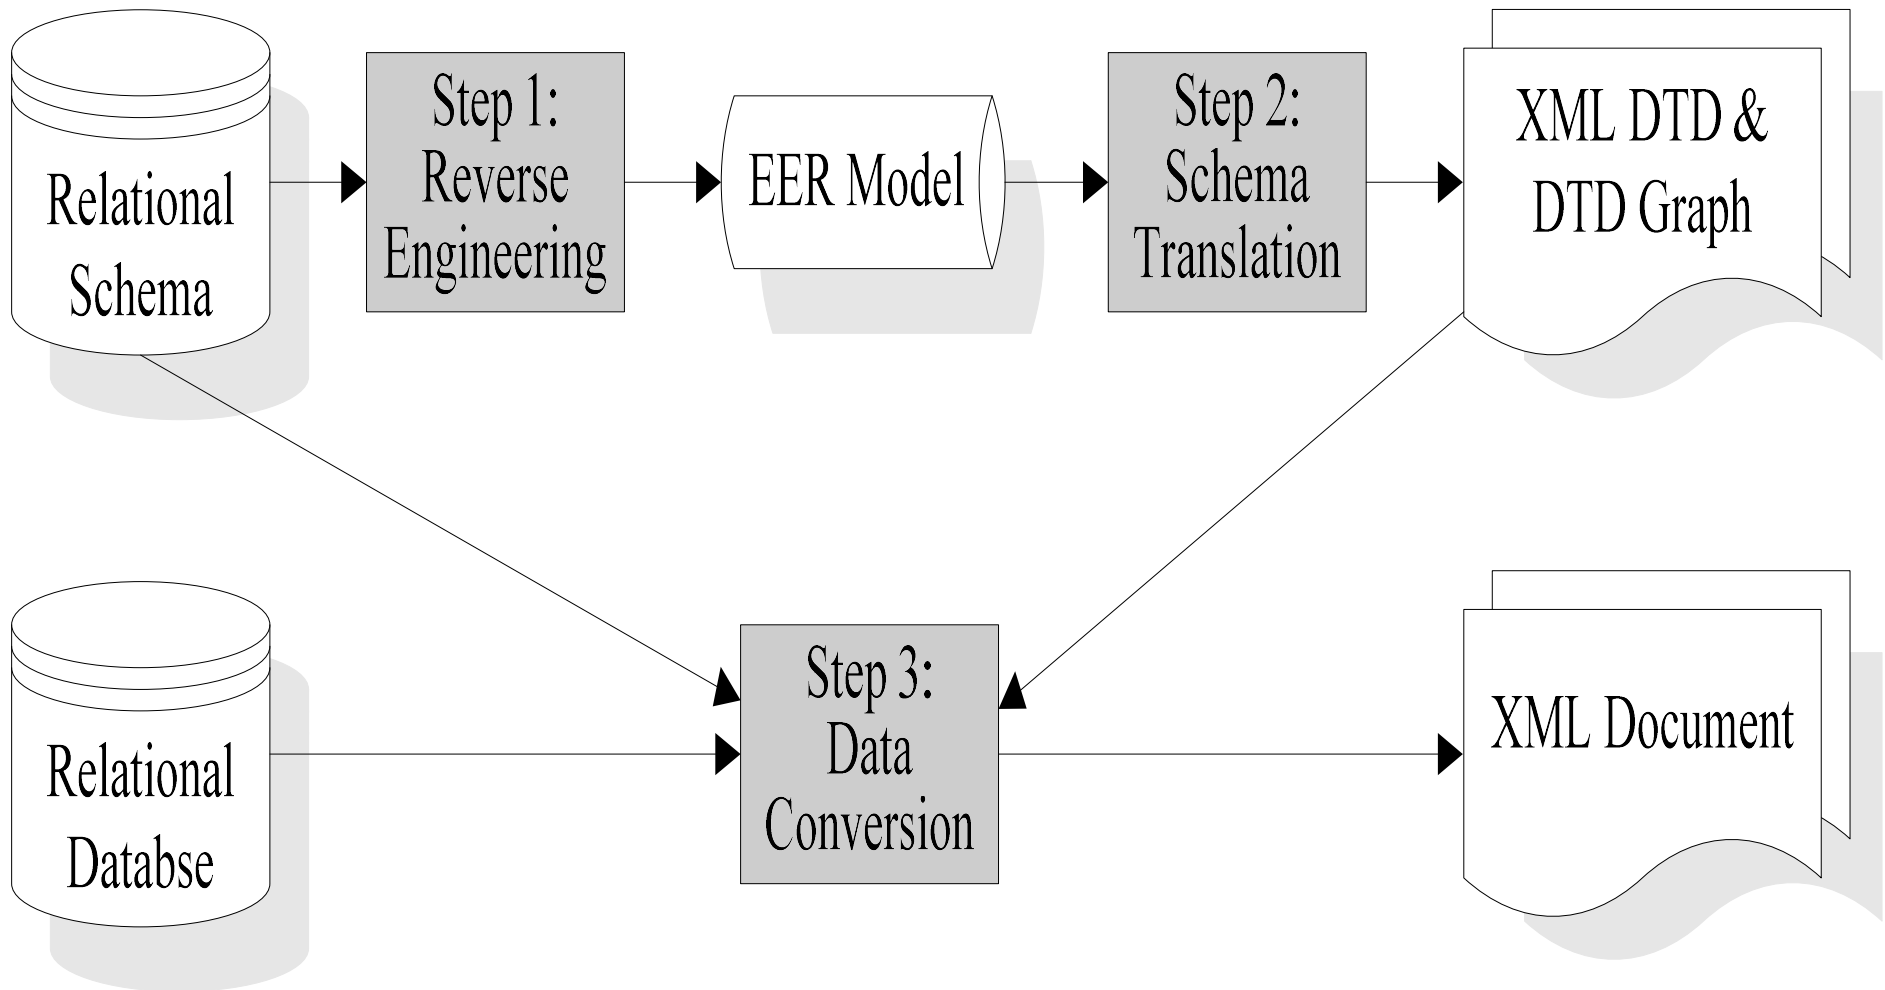 Relational
Schema
Step 1:
Reverse
Engineering
EER Model
Step 2:
Schema
Translation
XML DTD &
DTD Graph
Relational
Databse
Step 3:
Data
Conversion
XML Document